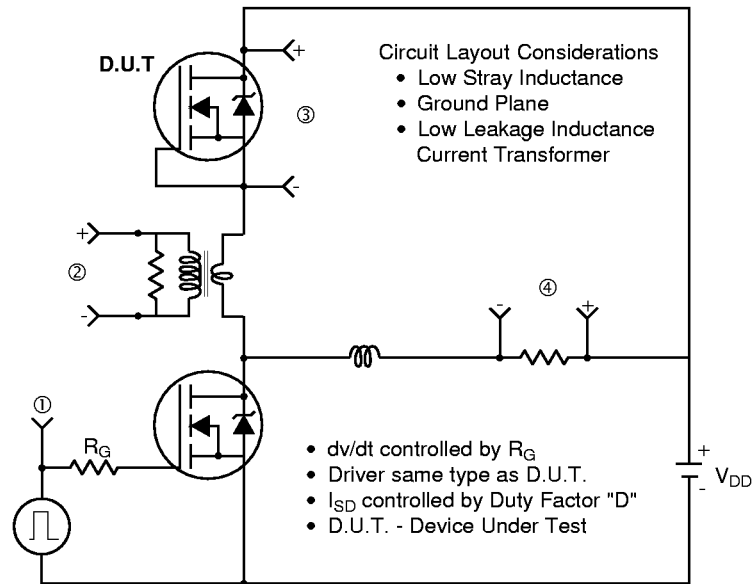 D.U.T
+
-
③
Circuit Layout Considerations
• Low Stray Inductance
• Ground Plane
• Low Leakage Inductance
Current Transformer
+
②
-
④
- +
①
R_G
• dv/dt controlled by R_G
• Driver same type as D.U.T.
• I_SD controlled by Duty Factor "D"
• D.U.T. - Device Under Test
+
V_DD
-